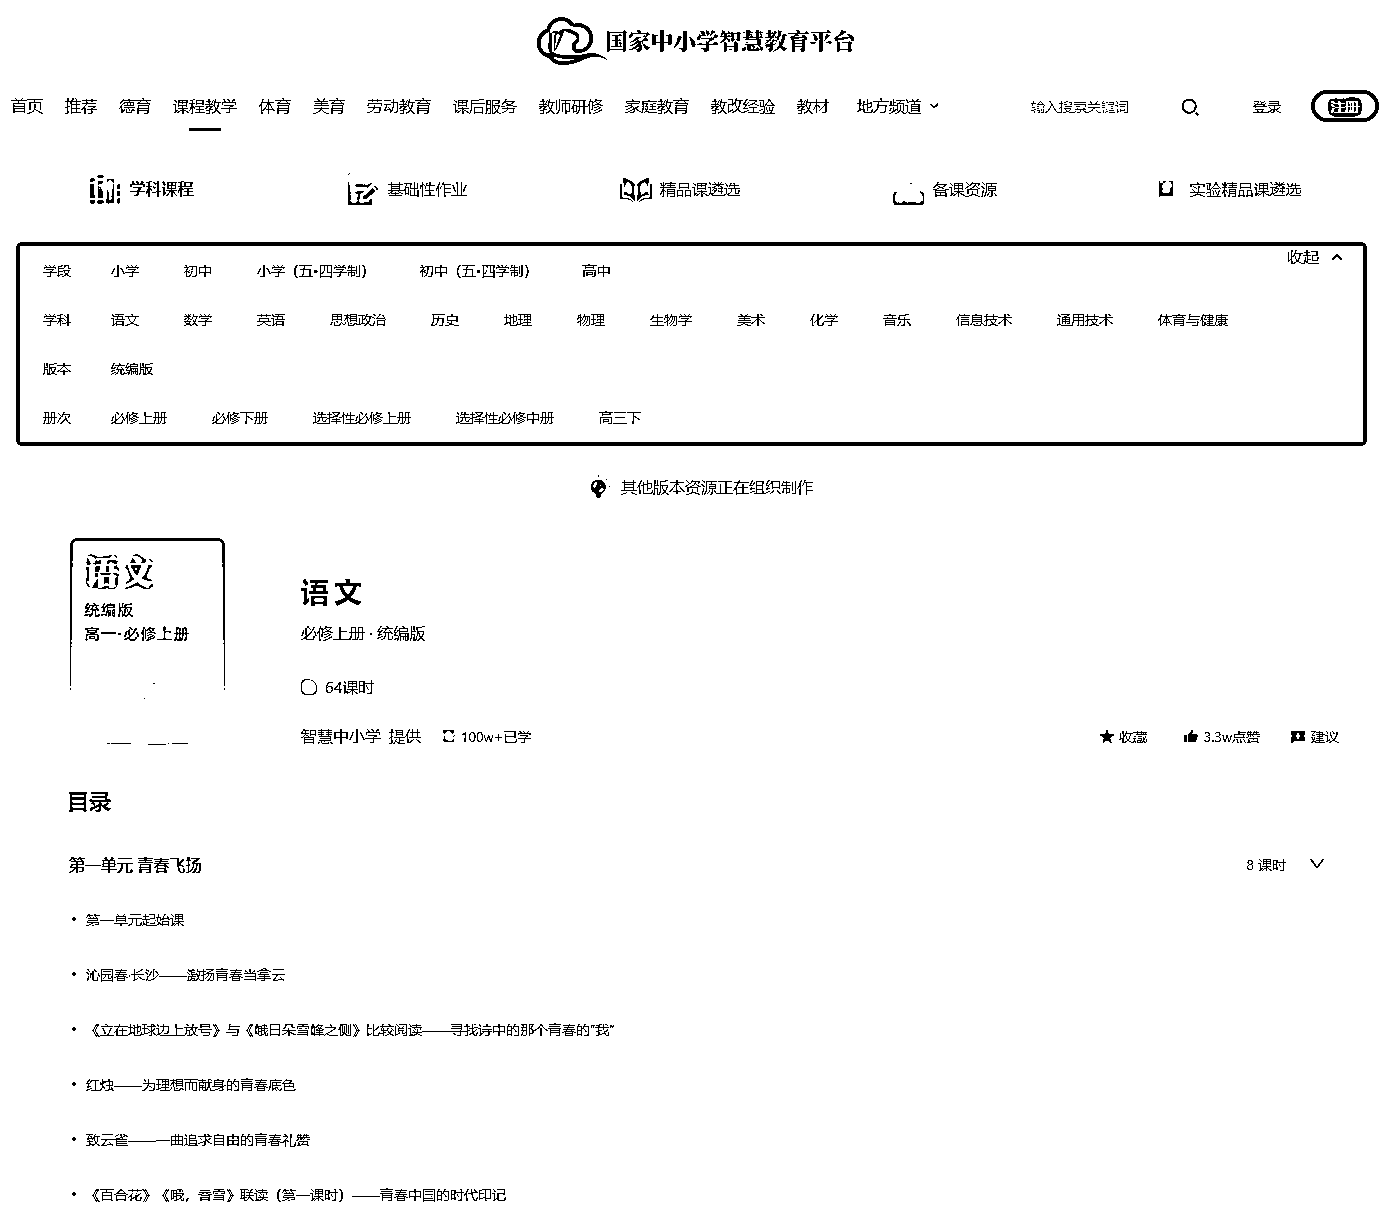 国家中小学智慧教育平台
首页 推荐 德育 课程教学 体育 美育 劳动教育 课后服务 教师研修 家庭教育 教改经验 教材 地方频道 输入搜索关键词 登录 注册
学科课程 基础性作业 精品课遴选 备课资源 实验精品课遴选
收起
学段 小学 初中 小学（五·四学制） 初中（五·四学制） 高中
学科 语文 数学 英语 思想政治 历史 地理 物理 生物学 美术 化学 音乐 信息技术 通用技术 体育与健康
版本 统编版
册次 必修上册 必修下册 选择性必修上册 选择性必修中册 高三下
其他版本资源正在组织制作
语文
统编版
高一·必修上册
语文
必修上册·统编版
64课时
智慧中小学 提供 100w+已学 收藏 3.3w点赞 建议
目录
第一单元 青春飞扬 8 课时
• 第一单元起始课
• 沁园春·长沙——激扬青春当拿云
• 《立在地球边上放号》与《峨日朵雪峰之侧》比较阅读——寻找诗中的那个青春的“我”
• 红烛——为理想而献身的青春底色
• 致云雀——一曲追求自由的青春礼赞
• 《百合花》《哦，香雪》联读（第一课时）——青春中国的时代印记